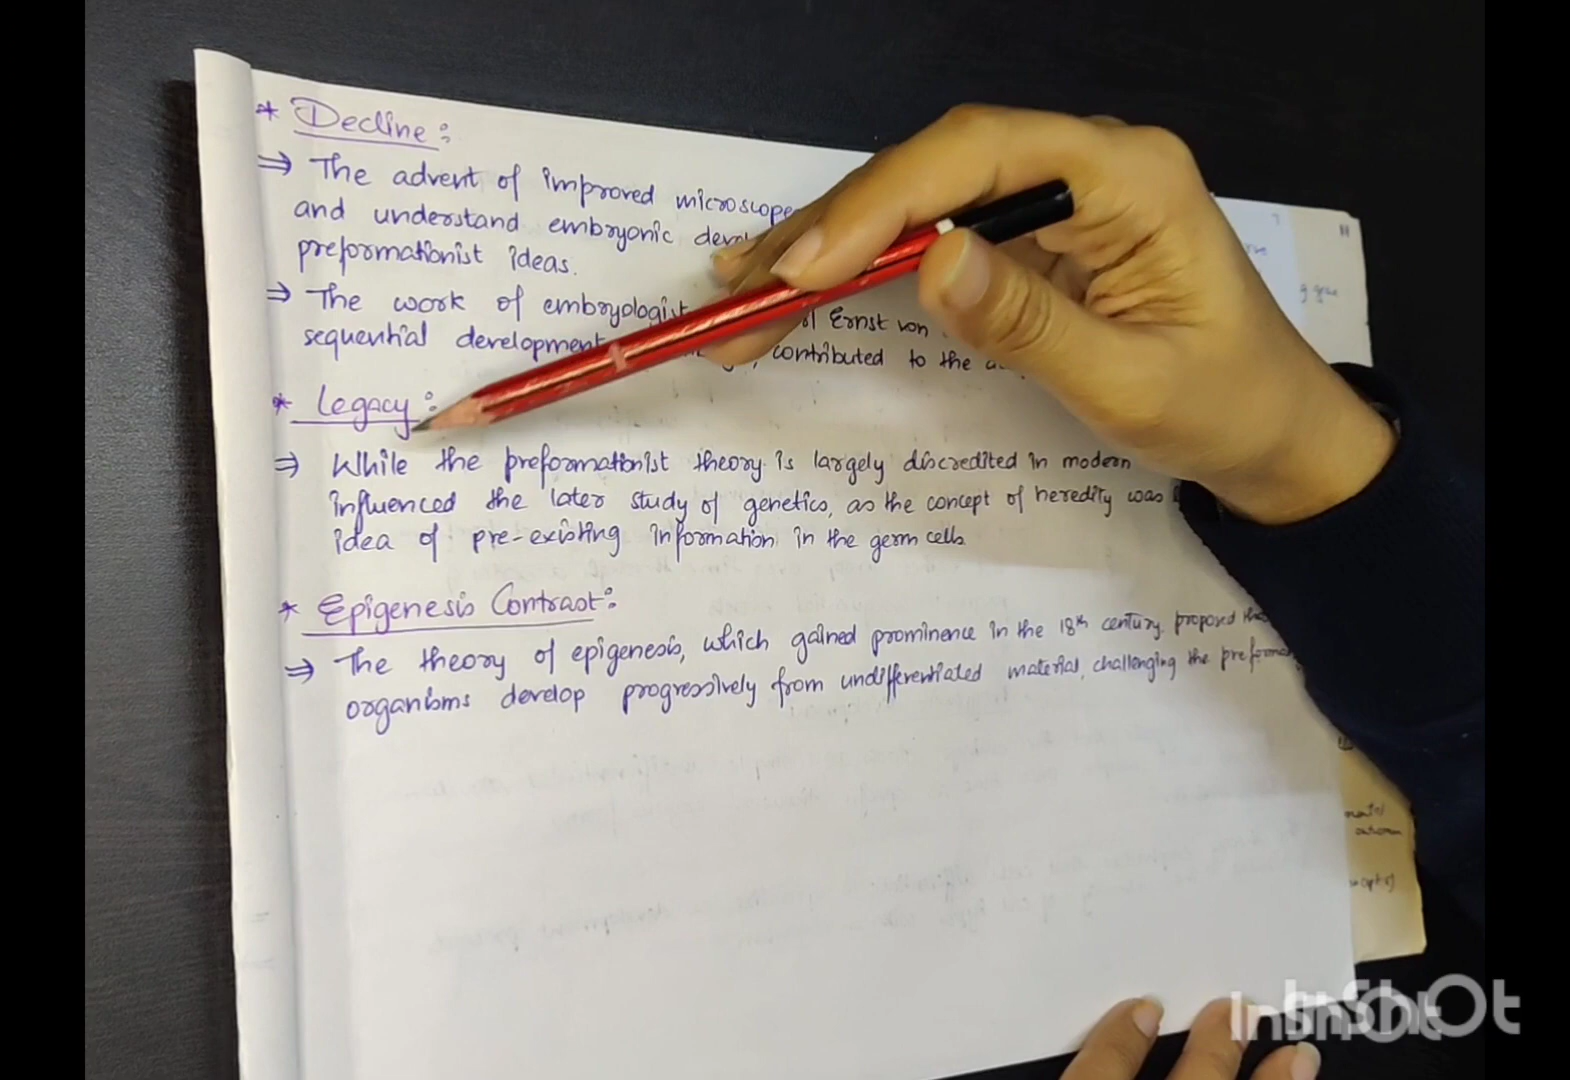 * Decline:
⇒ The advent of improved microscope
and understand embryonic
preformationist ideas.
⇒ The work of embryologist Ernst von
sequential development contributed to the
* Legacy:
⇒ While the preformationist theory is largely discredited in modern
influenced the later study of genetics, as the concept of heredity was
idea of pre-existing information in the germ cells
* Epigenesis Contrast:
⇒ The theory of epigenesis, which gained prominence in the 18th century proposed
organisms develop progressively from undifferentiated material, challenging the
InShot